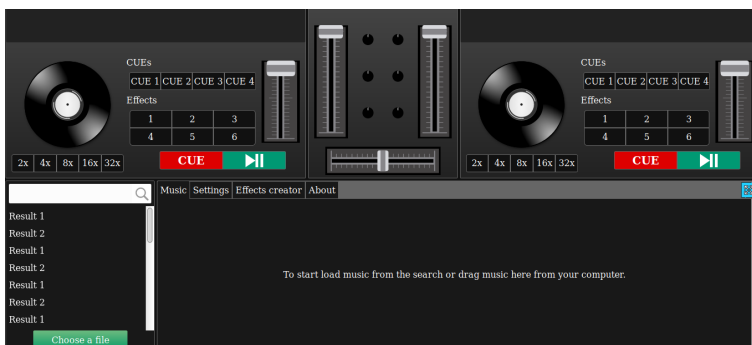 CUEs
CUE 1 CUE 2 CUE 3 CUE 4
Effects
1 2 3
4 5 6
2x 4x 8x 16x 32x
CUE
CUEs
CUE 1 CUE 2 CUE 3 CUE 4
Effects
1 2 3
4 5 6
2x 4x 8x 16x 32x
CUE
Result 1
Result 2
Result 1
Result 2
Result 1
Result 2
Result 1
Choose a file
Music Settings Effects creator About
To start load music from the search or drag music here from your computer.